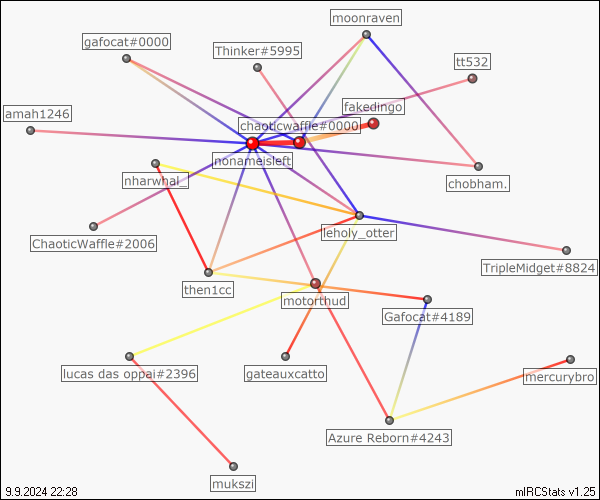 moonraven
gafocat#0000
Thinker#5995
tt532
fakedingo
amah1246
chaoticwaffle#0000
nonameisleft
nharwhal_
chobham.
ChaoticWaffle#2006
leholy_otter
TripleMidget#8824
then1cc
motorthud
Gafocat#4189
lucas das oppai#2396
gateauxcatto
mercurybro
Azure Reborn#4243
mukszi
9.9.2024 22:28
mIRCStats v1.25